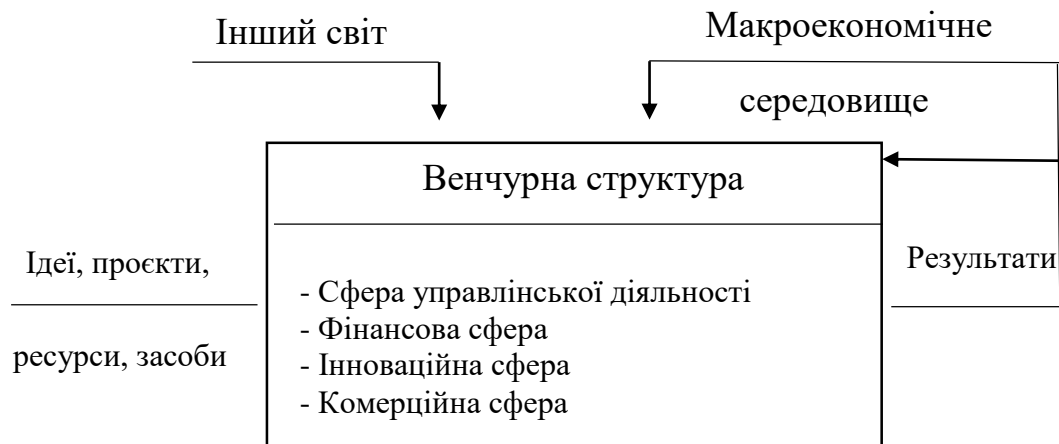 Інший світ
Макроекономічне
середовище
Венчурна структура
Ідеї, проєкти,
ресурси, засоби
- Сфера управлінської діяльності
- Фінансова сфера
- Інноваційна сфера
- Комерційна сфера
Результати